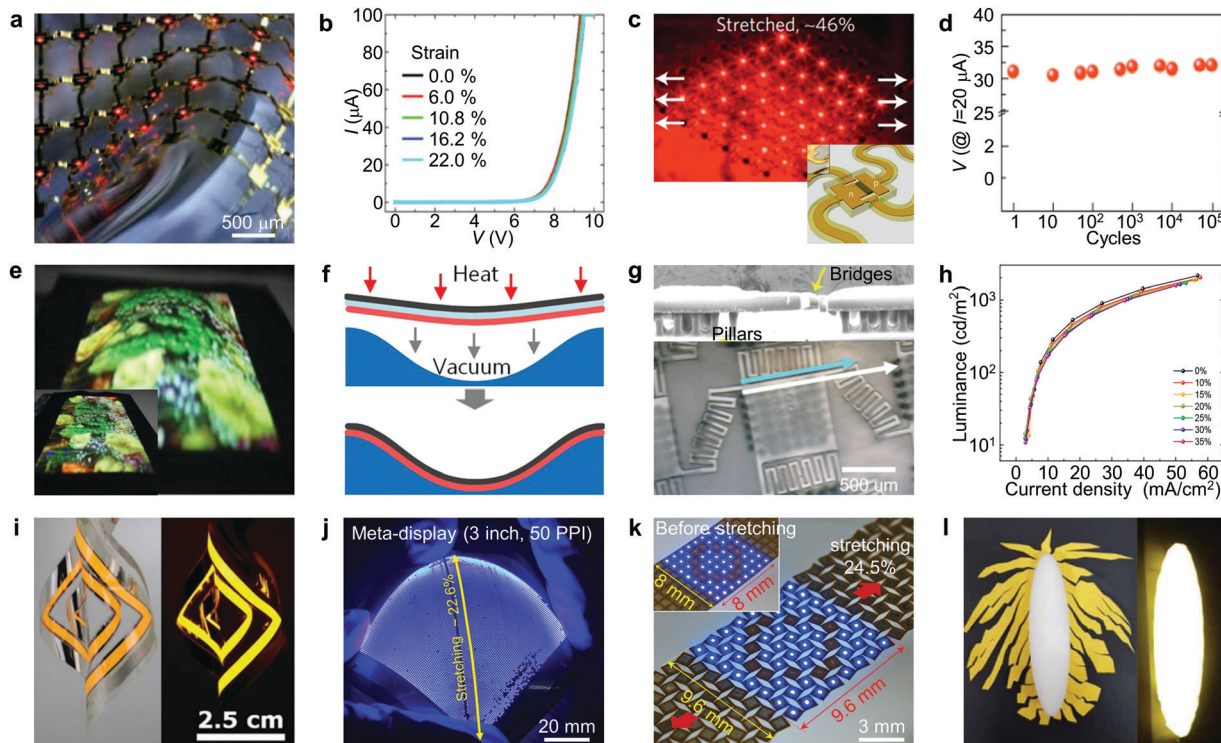 a
500 µm
b
I (µA)
100
80
60
40
20
0
Strain
0.0 %
6.0 %
10.8 %
16.2 %
22.0 %
0 2 4 6 8 10
V (V)
c
Stretched, ~46%
n
p
d
V (@ I=20 µA)
40
35
30
25
2
0
1 10 10² 10³ 10⁴ 10⁵
Cycles
e
f
Heat
Vacuum
g
Bridges
Pillars
500 um
h
Luminance (cd/m²)
10³
10²
10¹
0%
10%
15%
20%
25%
30%
35%
0 10 20 30 40 50 60
Current density (mA/cm²)
i
2.5 cm
j
Meta-display (3 inch, 50 PPI)
Stretching ~ 22.6%
20 mm
k
Before stretching
8 mm
8 mm
stretching
24.5%
9.6 mm
9.6 mm
3 mm
l